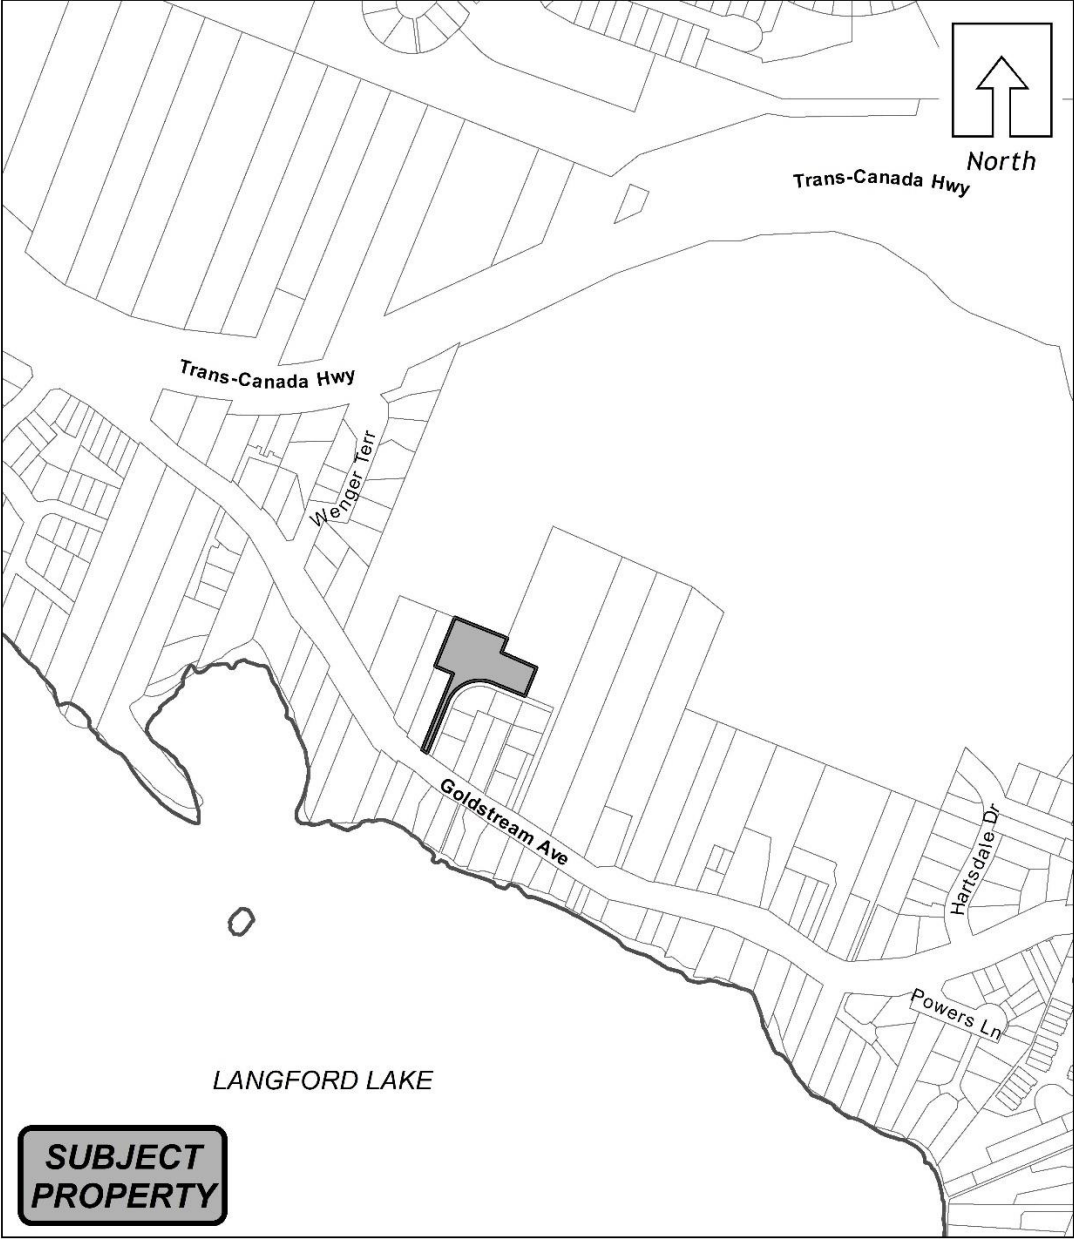 North
Trans-Canada Hwy
Trans-Canada Hwy
Wenger Terr
Goldstream Ave
Hartsdale Dr
Powers Ln
LANGFORD LAKE
SUBJECT
PROPERTY